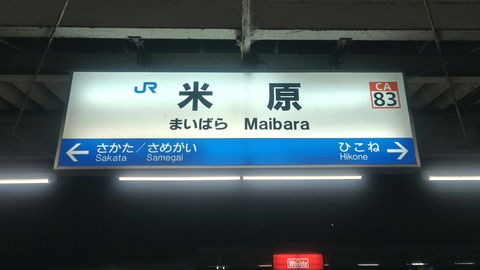 JR 米原 CA 83
まいばら Maibara
← さかた/さめがい ひこね →
Sakata Samegai Hikone